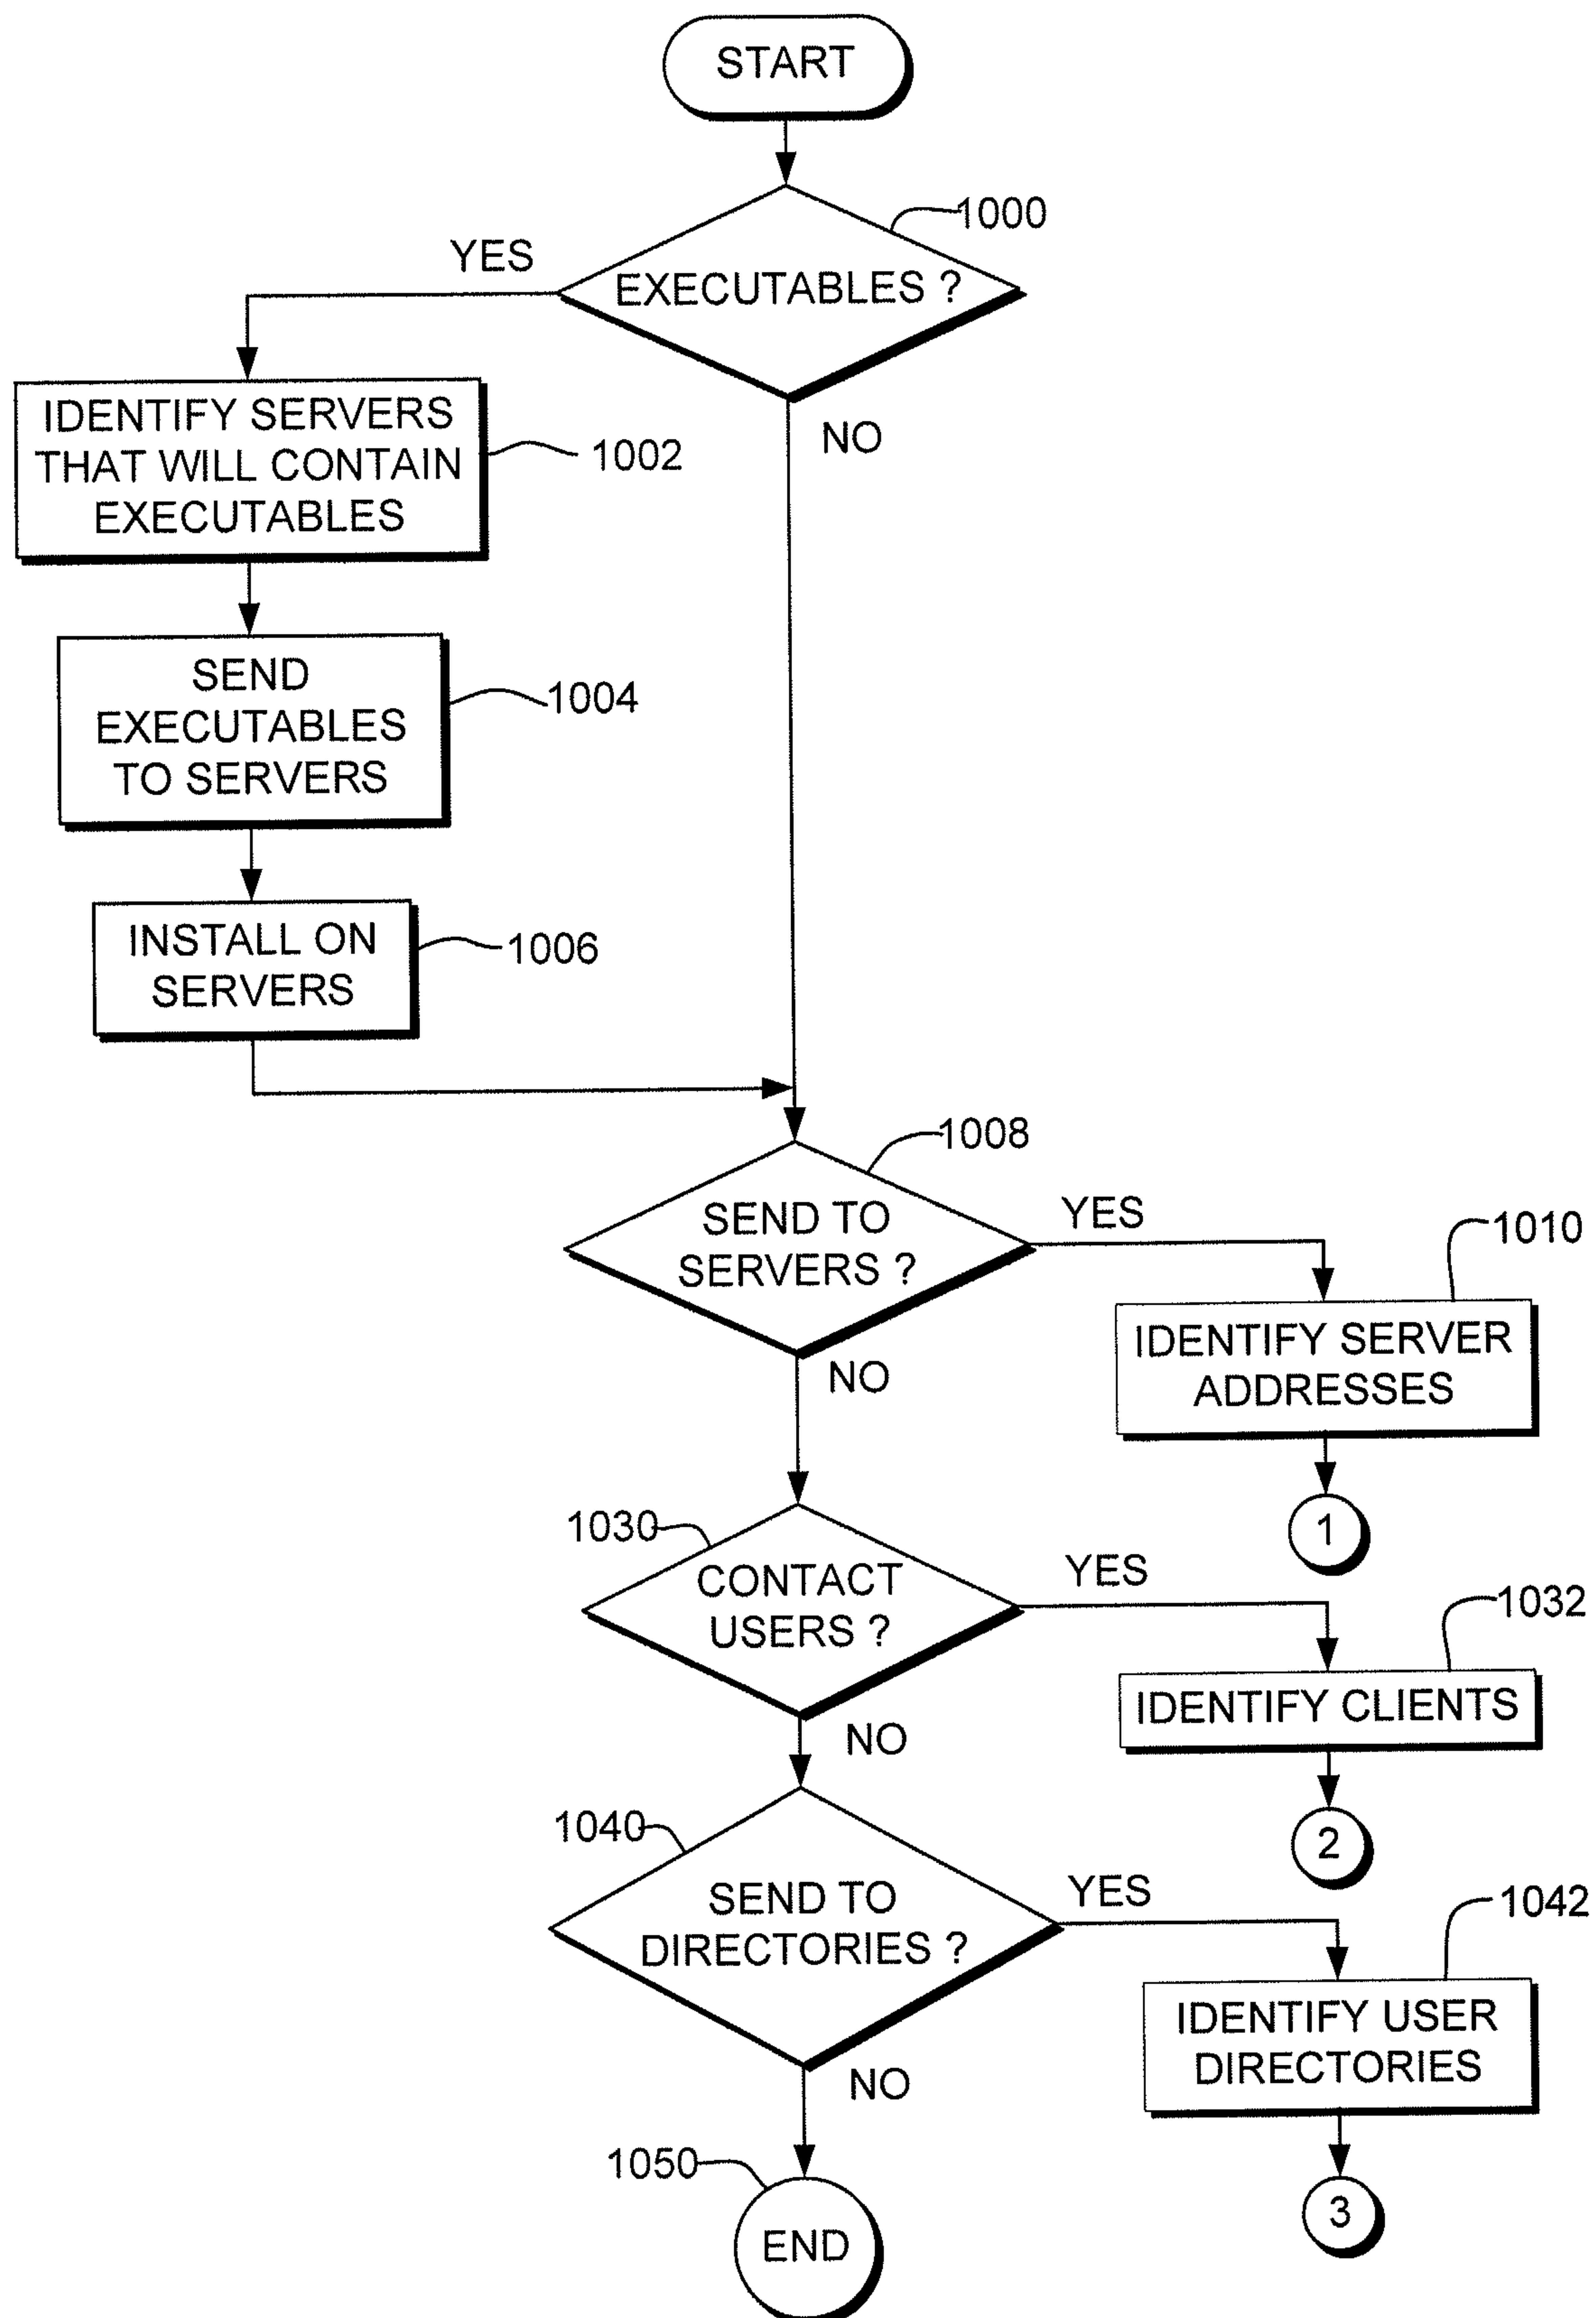 START
1000
YES
EXECUTABLES ?
IDENTIFY SERVERS
THAT WILL CONTAIN
EXECUTABLES
1002
NO
SEND
EXECUTABLES
TO SERVERS
1004
INSTALL ON
SERVERS
1006
1008
SEND TO
SERVERS ?
YES
1010
IDENTIFY SERVER
ADDRESSES
NO
1
1030
CONTACT
USERS ?
YES
1032
IDENTIFY CLIENTS
NO
2
1040
SEND TO
DIRECTORIES ?
YES
1042
IDENTIFY USER
DIRECTORIES
NO
3
1050
END